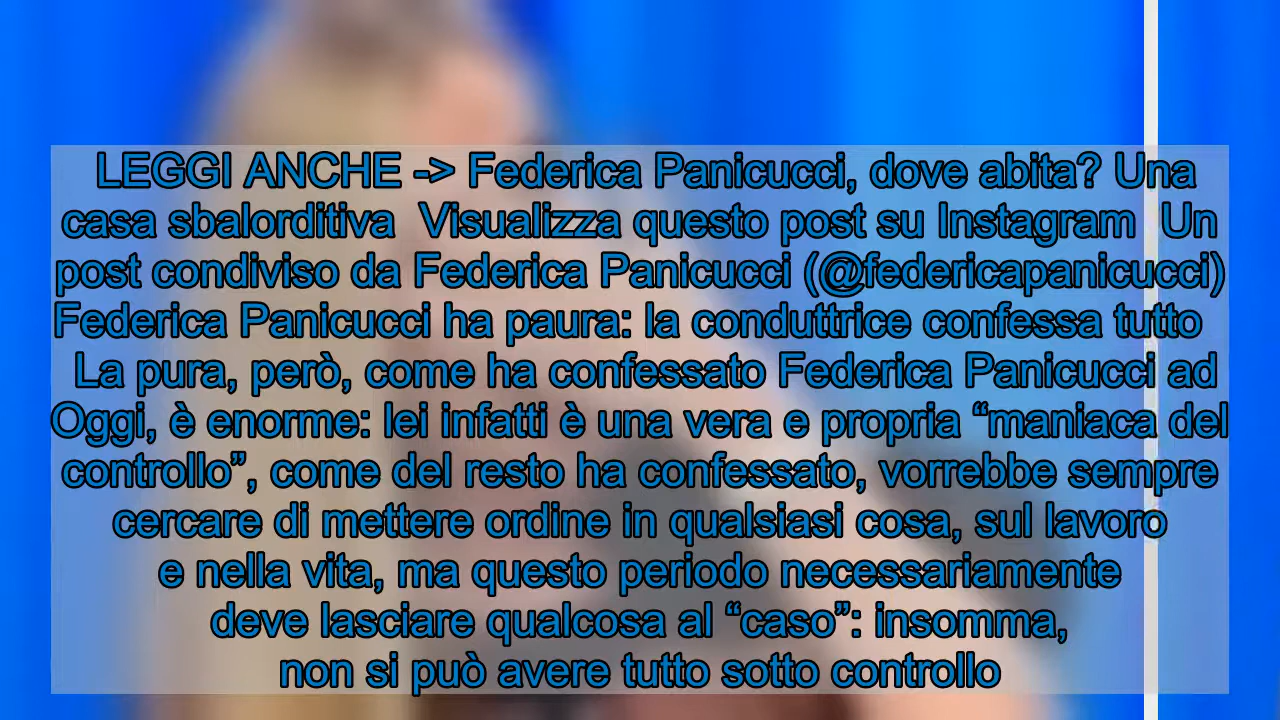 LEGGI ANCHE -> Federica Panicucci, dove abita? Una
casa sbalorditiva  Visualizza questo post su Instagram  Un
post condiviso da Federica Panicucci (@federicapanicucci)
Federica Panicucci ha paura: la conduttrice confessa tutto
La pura, però, come ha confessato Federica Panicucci ad
Oggi, è enorme: lei infatti è una vera e propria “maniaca del
controllo”, come del resto ha confessato, vorrebbe sempre
cercare di mettere ordine in qualsiasi cosa, sul lavoro
e nella vita, ma questo periodo necessariamente
deve lasciare qualcosa al “caso”: insomma,
non si può avere tutto sotto controllo